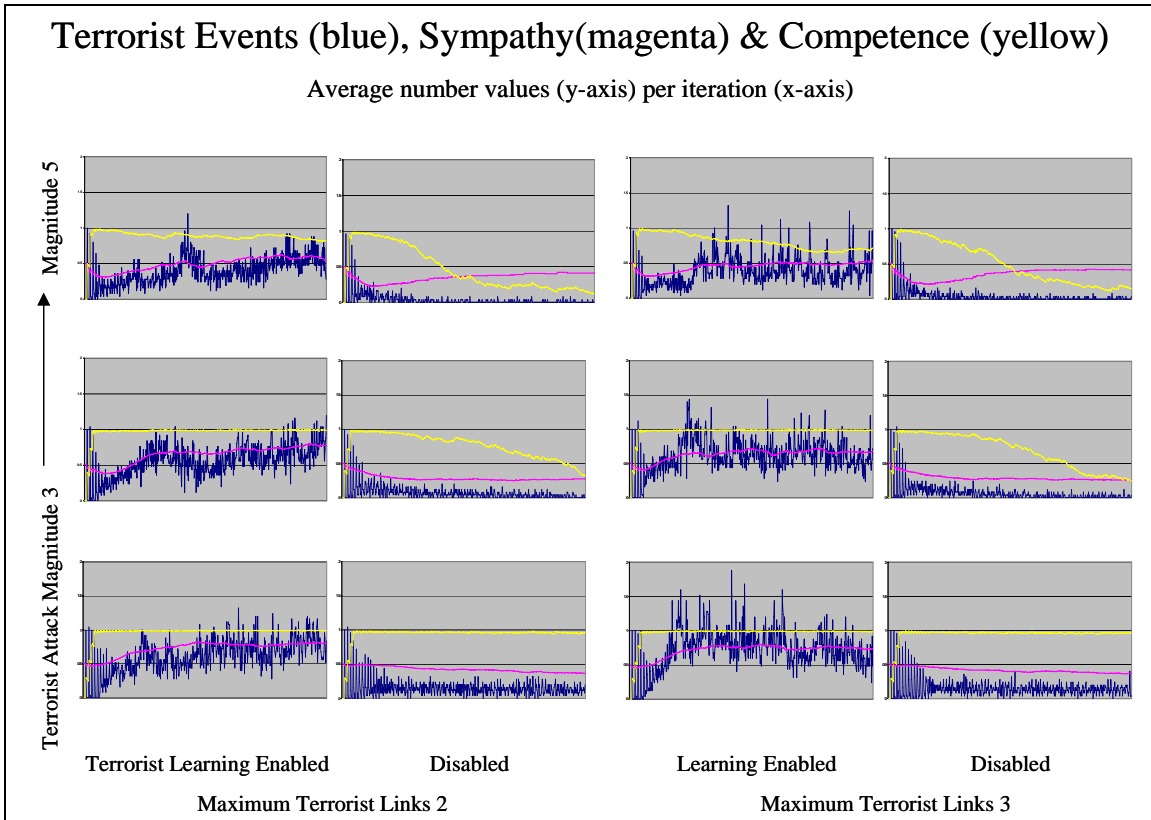 Terrorist Events (blue), Sympathy(magenta) & Competence (yellow)
Average number values (y-axis) per iteration (x-axis)
Magnitude 5
Terrorist Attack Magnitude 3
Terrorist Learning Enabled
Disabled
Learning Enabled
Disabled
Maximum Terrorist Links 2
Maximum Terrorist Links 3